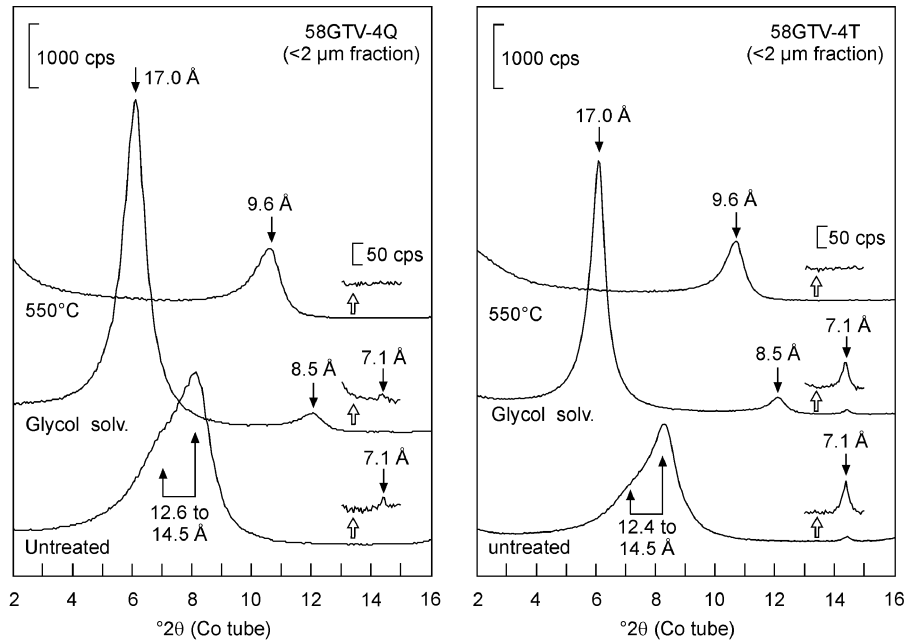 58GTV-4Q
(<2 µm fraction)
1000 cps
17.0 Å
9.6 Å
50 cps
550°C
8.5 Å
7.1 Å
Glycol solv.
7.1 Å
12.6 to
14.5 Å
Untreated
2 4 6 8 10 12 14 16
°2θ (Co tube)
58GTV-4T
(<2 µm fraction)
1000 cps
17.0 Å
9.6 Å
50 cps
550°C
7.1 Å
8.5 Å
Glycol solv.
7.1 Å
12.4 to
14.5 Å
untreated
2 4 6 8 10 12 14 16
°2θ (Co tube)